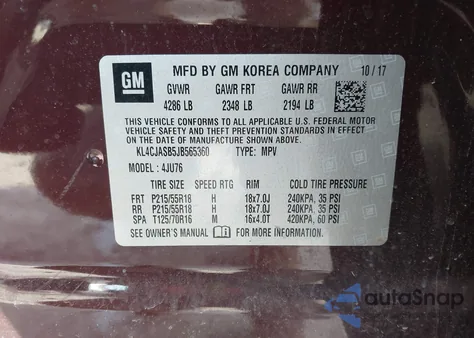 GM MFD BY GM KOREA COMPANY 10 / 17
GVWR GAWR FRT GAWR RR
4286 LB 2348 LB 2194 LB
THIS VEHICLE CONFORMS TO ALL APPLICABLE
U.S. FEDERAL MOTOR VEHICLE SAFETY AND THEFT PREVENTION STANDARDS IN EFFECT ON THE
DATE OF MANUFACTURE SHOWN ABOVE.
KL4CJASB5JB565360 TYPE: MPV
MODEL : 4JU76
TIRE SIZE SPEED RTG RIM COLD TIRE PRESSURE
FRT P215/55R18 H 18x7.0J 240KPA, 35 PSI
RR P215/55R18 H 18x7.0J 240KPA, 35 PSI
SPA T125/70R16 M 16x4.0T 420KPA, 60 PSI
SEE OWNER'S MANUAL FOR MORE INFORMATION.
autoSnap